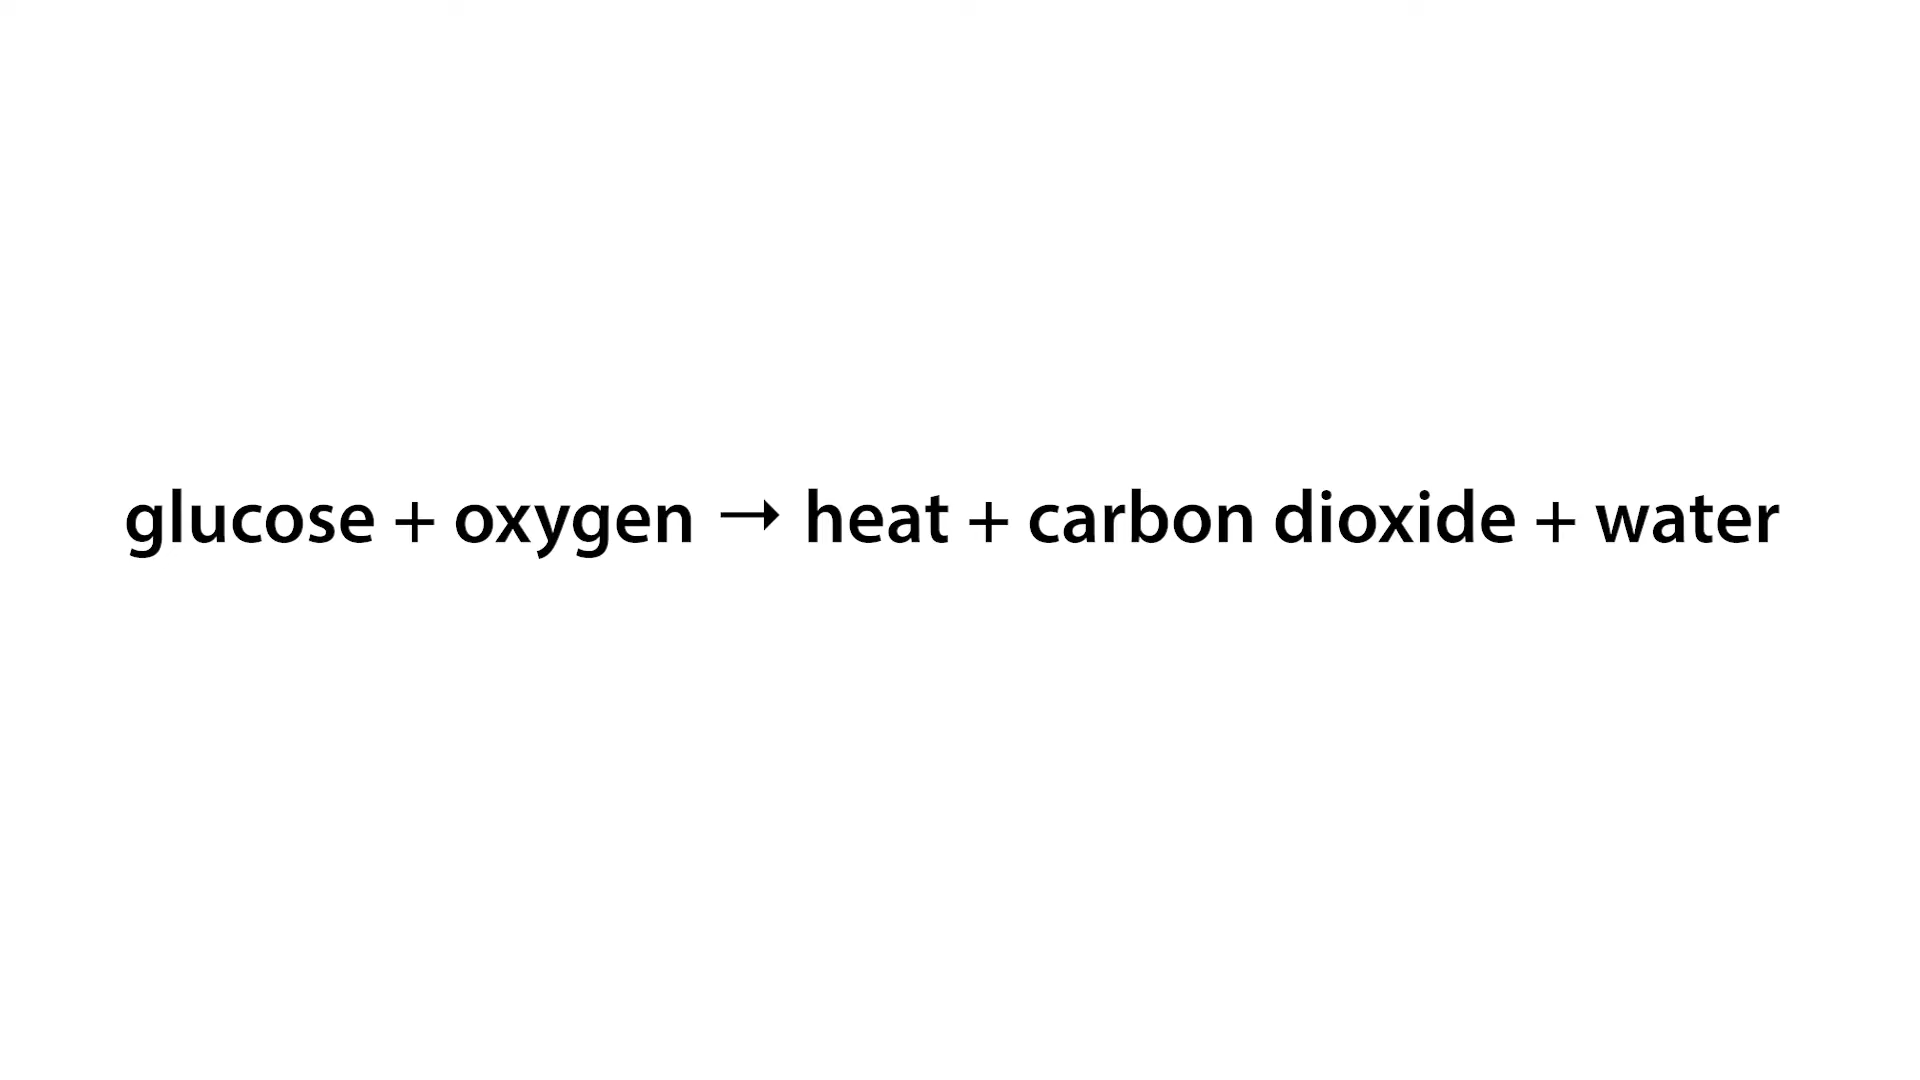 glucose + oxygen → heat + carbon dioxide + water